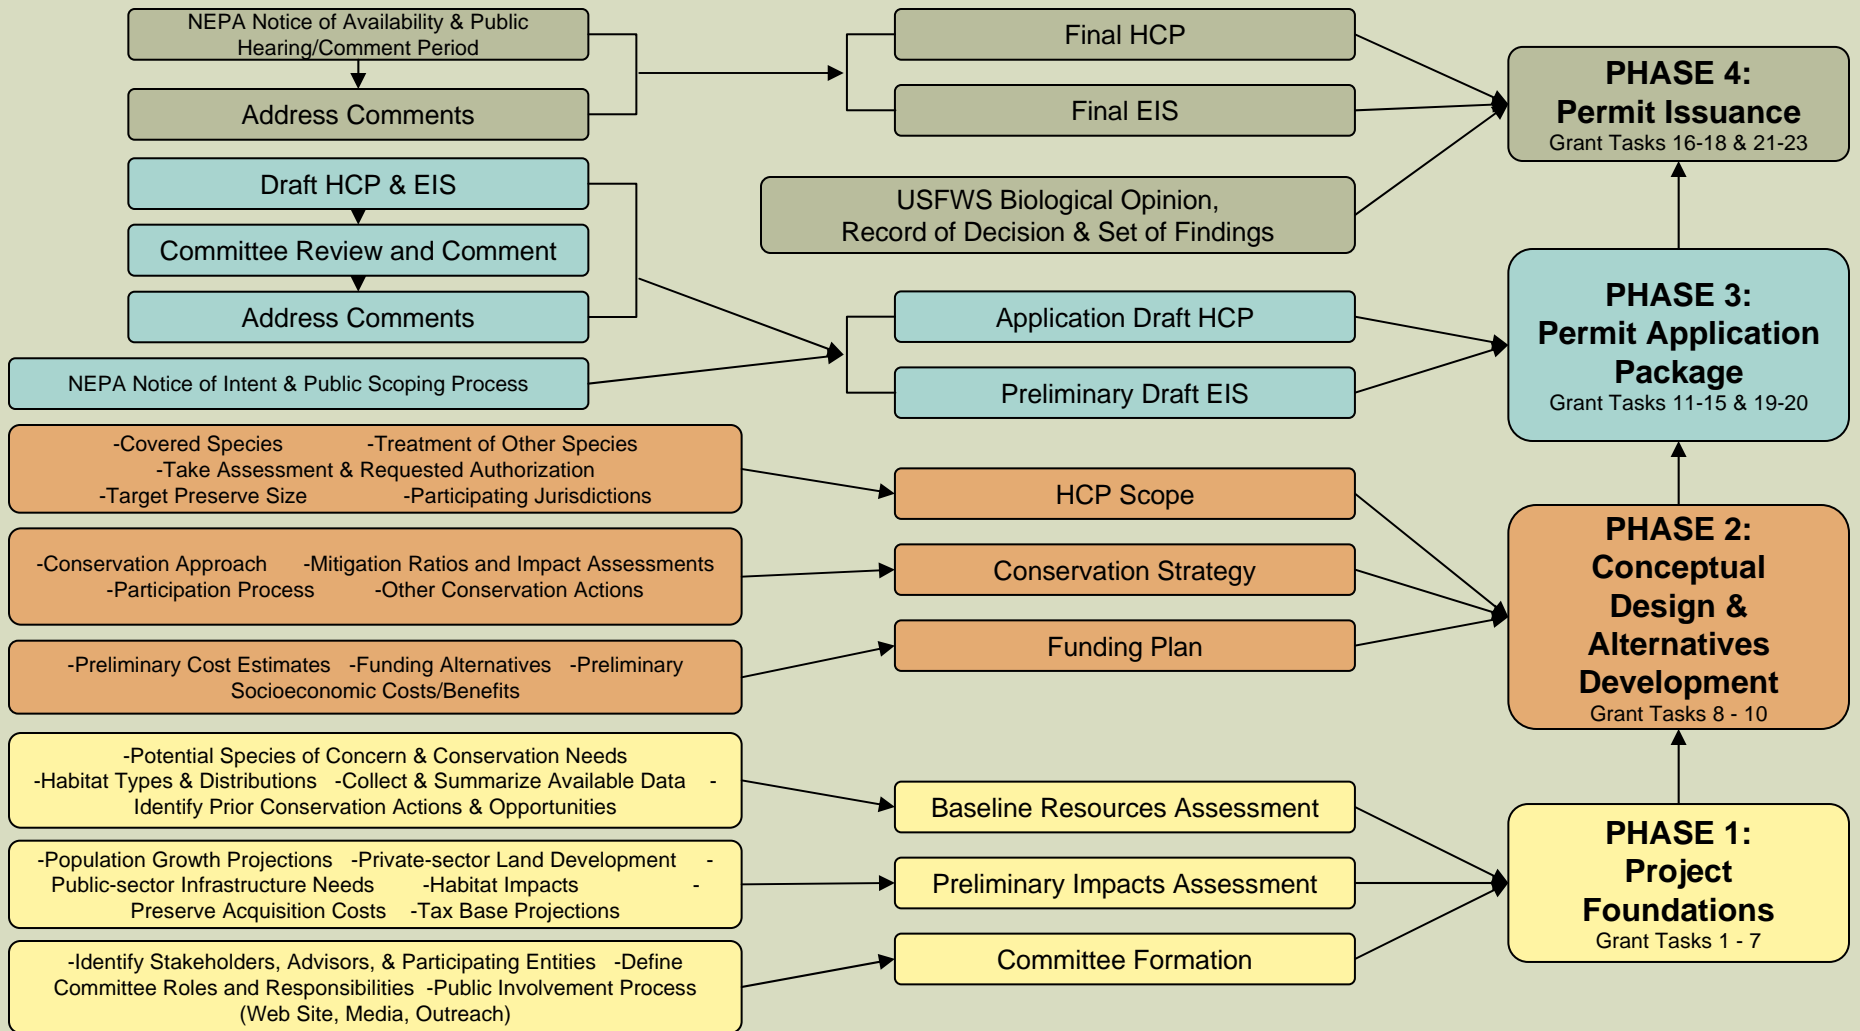 NEPA Notice of Availability & Public
Hearing/Comment Period
Address Comments
Final HCP
Final EIS
USFWS Biological Opinion,
Record of Decision & Set of Findings
PHASE 4:
Permit Issuance
Grant Tasks 16-18 & 21-23
Draft HCP & EIS
Committee Review and Comment
Address Comments
NEPA Notice of Intent & Public Scoping Process
Application Draft HCP
Preliminary Draft EIS
PHASE 3:
Permit Application
Package
Grant Tasks 11-15 & 19-20
-Covered Species -Treatment of Other Species
-Take Assessment & Requested Authorization
-Target Preserve Size -Participating Jurisdictions
HCP Scope
-Conservation Approach -Mitigation Ratios and Impact Assessments
-Participation Process -Other Conservation Actions
Conservation Strategy
-Preliminary Cost Estimates -Funding Alternatives -Preliminary
Socioeconomic Costs/Benefits
Funding Plan
PHASE 2:
Conceptual
Design &
Alternatives
Development
Grant Tasks 8 - 10
-Potential Species of Concern & Conservation Needs
-Habitat Types & Distributions -Collect & Summarize Available Data -
Identify Prior Conservation Actions & Opportunities
Baseline Resources Assessment
-Population Growth Projections -Private-sector Land Development -
Public-sector Infrastructure Needs -Habitat Impacts -
Preserve Acquisition Costs -Tax Base Projections
Preliminary Impacts Assessment
-Identify Stakeholders, Advisors, & Participating Entities -Define
Committee Roles and Responsibilities -Public Involvement Process
(Web Site, Media, Outreach)
Committee Formation
PHASE 1:
Project
Foundations
Grant Tasks 1 - 7